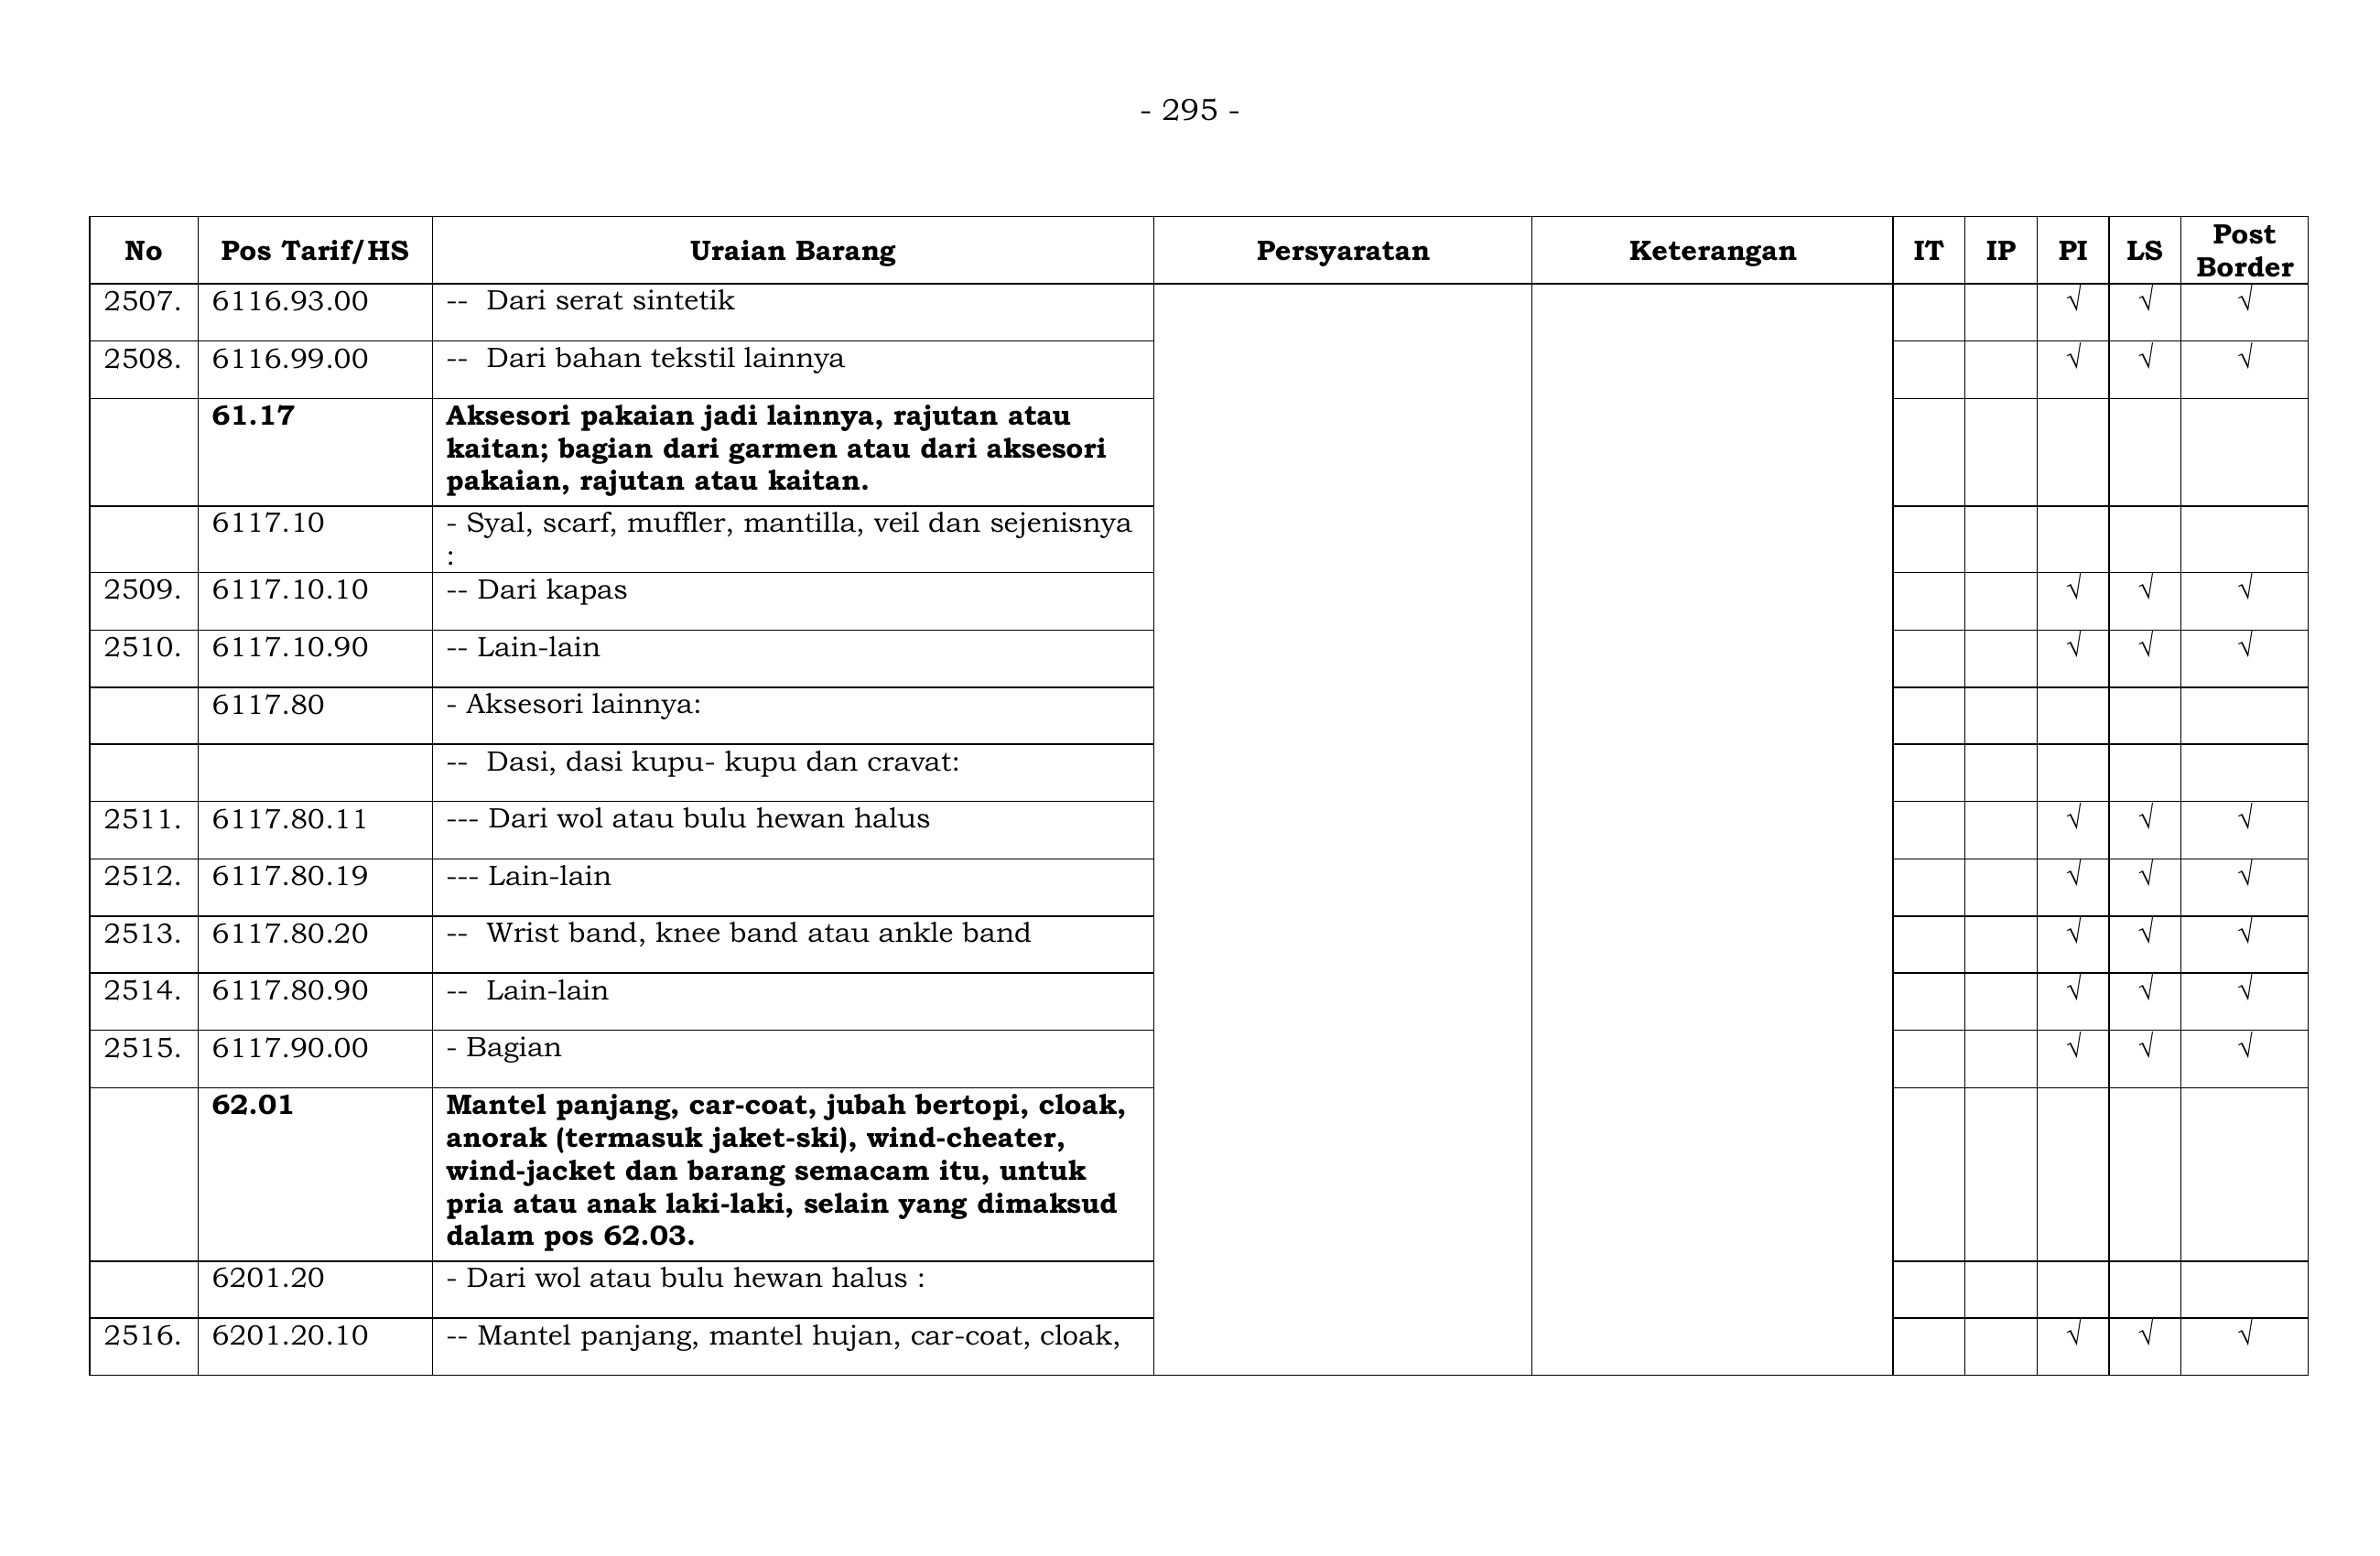 - 295 -
No Pos Tarif/HS Uraian Barang Persyaratan Keterangan IT IP PI LS Post Border
2507. 6116.93.00 -- Dari serat sintetik √ √ √
2508. 6116.99.00 -- Dari bahan tekstil lainnya √ √ √
61.17 Aksesori pakaian jadi lainnya, rajutan atau
kaitan; bagian dari garmen atau dari aksesori
pakaian, rajutan atau kaitan.
6117.10 - Syal, scarf, muffler, mantilla, veil dan sejenisnya
:
2509. 6117.10.10 -- Dari kapas √ √ √
2510. 6117.10.90 -- Lain-lain √ √ √
6117.80 - Aksesori lainnya:
-- Dasi, dasi kupu- kupu dan cravat:
2511. 6117.80.11 --- Dari wol atau bulu hewan halus √ √ √
2512. 6117.80.19 --- Lain-lain √ √ √
2513. 6117.80.20 -- Wrist band, knee band atau ankle band √ √ √
2514. 6117.80.90 -- Lain-lain √ √ √
2515. 6117.90.00 - Bagian √ √ √
62.01 Mantel panjang, car-coat, jubah bertopi, cloak,
anorak (termasuk jaket-ski), wind-cheater,
wind-jacket dan barang semacam itu, untuk
pria atau anak laki-laki, selain yang dimaksud
dalam pos 62.03.
6201.20 - Dari wol atau bulu hewan halus :
2516. 6201.20.10 -- Mantel panjang, mantel hujan, car-coat, cloak, √ √ √